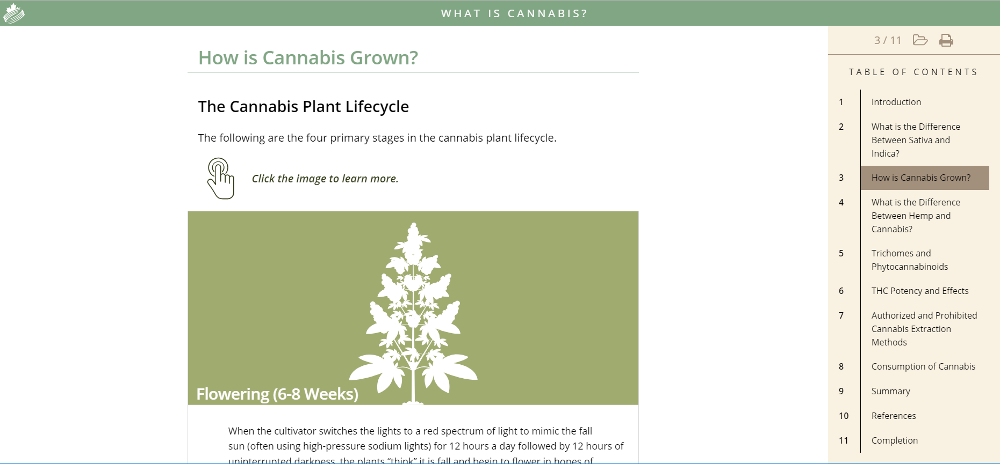 WHAT IS CANNABIS?
How is Cannabis Grown?
The Cannabis Plant Lifecycle
The following are the four primary stages in the cannabis plant lifecycle.
Click the image to learn more.
Flowering (6-8 Weeks)
When the cultivator switches the lights to a red spectrum of light to mimic the fall
sun (often using high-pressure sodium lights) for 12 hours a day followed by 12 hours of
uninterrupted darkness, the plants “think” it is fall and begin to flower in hopes of
3 / 11
TABLE OF CONTENTS
1 Introduction
2 What is the Difference
Between Sativa and
Indica?
3 How is Cannabis Grown?
4 What is the Difference
Between Hemp and
Cannabis?
5 Trichomes and
Phytocannabinoids
6 THC Potency and Effects
7 Authorized and Prohibited
Cannabis Extraction
Methods
8 Consumption of Cannabis
9 Summary
10 References
11 Completion